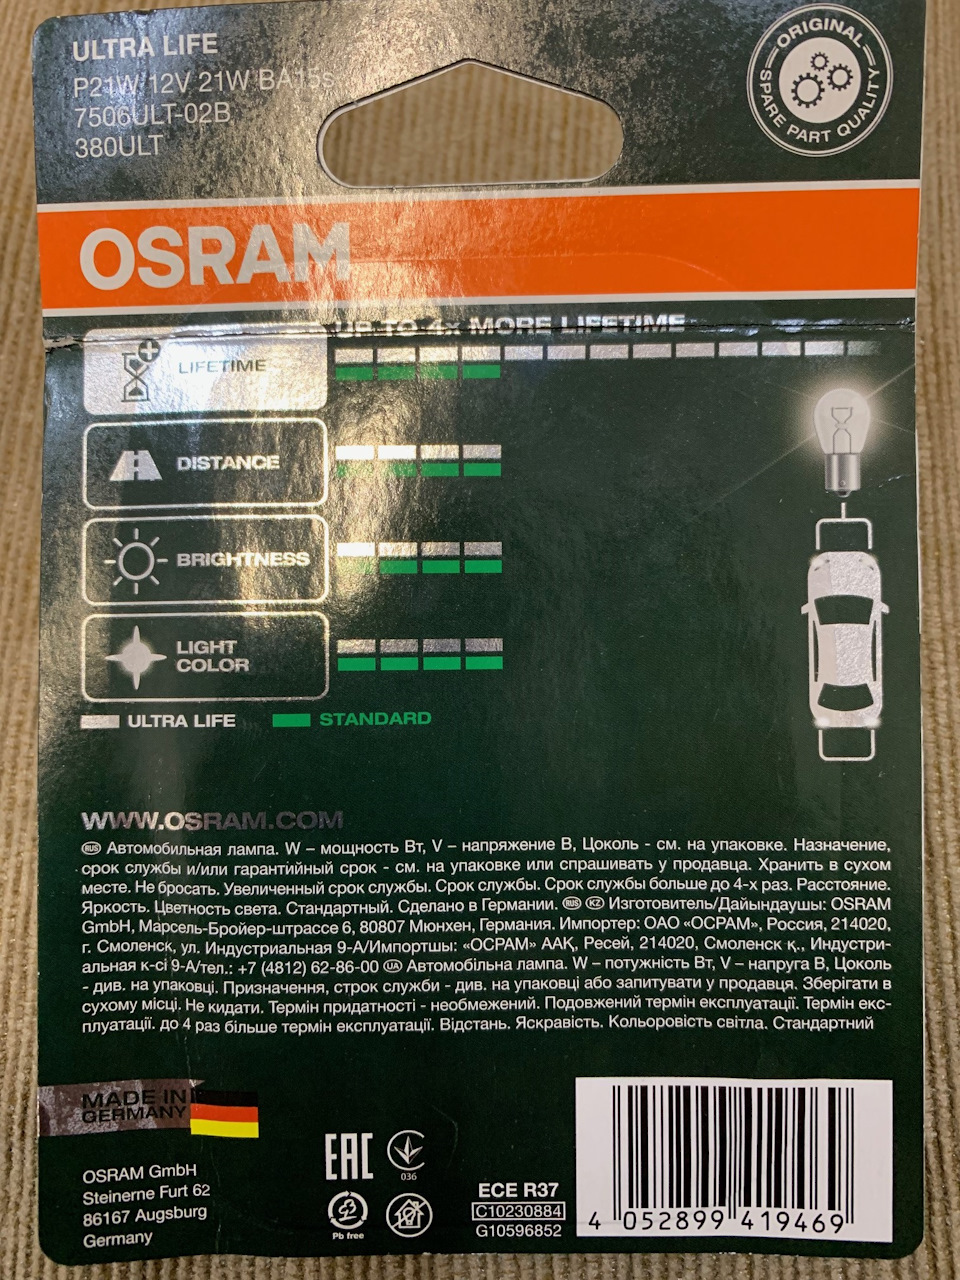 ULTRA LIFE
P21W 12V 21W BA15s
7506ULT-02B
380ULT
ORIGINAL
SPARE PART QUALITY
OSRAM
UP TO 4x MORE LIFETIME
LIFETIME
DISTANCE
BRIGHTNESS
LIGHT
COLOR
ULTRA LIFE STANDARD
WWW.OSRAM.COM
RUS Автомобильная лампа. W – мощность Вт, V – напряжение В, Цоколь - см. на упаковке. Назначение,
срок службы и/или гарантійный срок - см. на упаковке или спрашивать у продавца. Хранить в сухом
месте. Не бросать. Увеличенный срок службы. Срок службы. Срок службы больше до 4-х раз. Расстояние.
Яркость. Цветность света. Стандартный. Сделано в Германии. RUS KZ Изготовитель/Дайындаушы: OSRAM
GmbH, Марсель-Бройер-штрассе 6, 80807 Мюнхен, Германия. Импортер: ОАО «ОСРАМ», Россия, 214020,
г. Смоленск, ул. Индустриальная 9-А/Импортшы: «ОСРАМ» ААҚ, Ресей, 214020, Смоленск қ., Индустри-
альная к-сі 9-А/тел.: +7 (4812) 62-86-00 UA Автомобільна лампа. W – потужність Вт, V – напруга В, Цоколь
- див. на упаковці. Призначення, строк служби - див. на упаковці або запитувати у продавця. Зберігати в
сухому місці. Не кидати. Термін придатності - необмежений. Подовжений термін експлуатації. Термін екс-
плуатації. до 4 раз більше термін експлуатації. Відстань. Яскравість. Кольоровість світла. Стандартний
MADE IN
GERMANY
OSRAM GmbH
Steinerne Furt 62
86167 Augsburg
Germany
EAC
036
Pb free
ECE R37
C10230884
G10596852
4 052899 419469